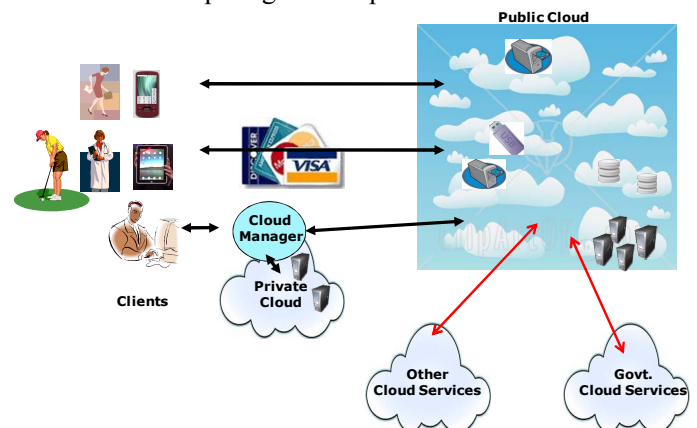 Public Cloud
DISCOVER
VISA
Cloud
Manager
Private
Cloud
Clients
Other
Cloud Services
Govt.
Cloud Services